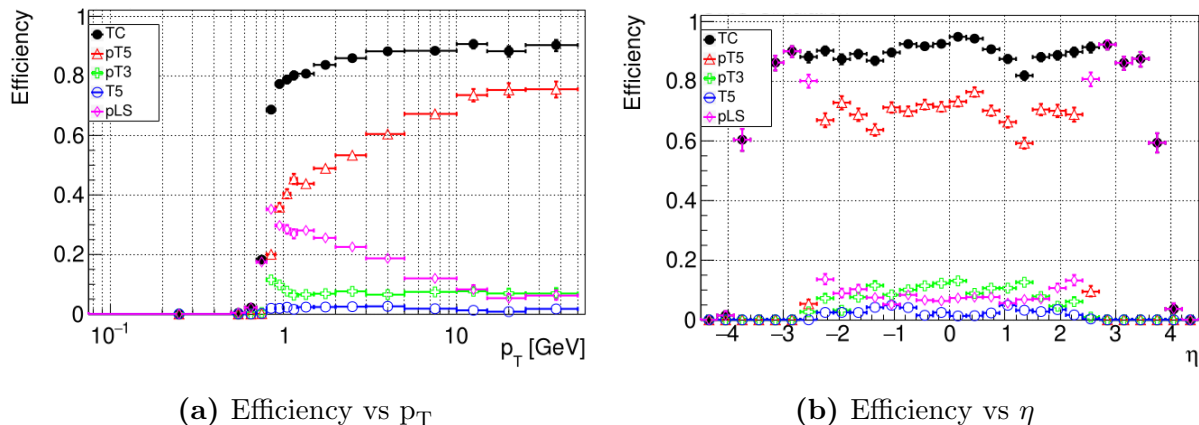 Efficiency
1
0.8
0.6
0.4
0.2
0
TC
pT5
pT3
T5
pLS
10⁻¹
1
10
p_T [GeV]
(a) Efficiency vs p_T
Efficiency
1
0.8
0.6
0.4
0.2
0
TC
pT5
pT3
T5
pLS
−4 −3 −2 −1 0 1 2 3 4
η
(b) Efficiency vs η